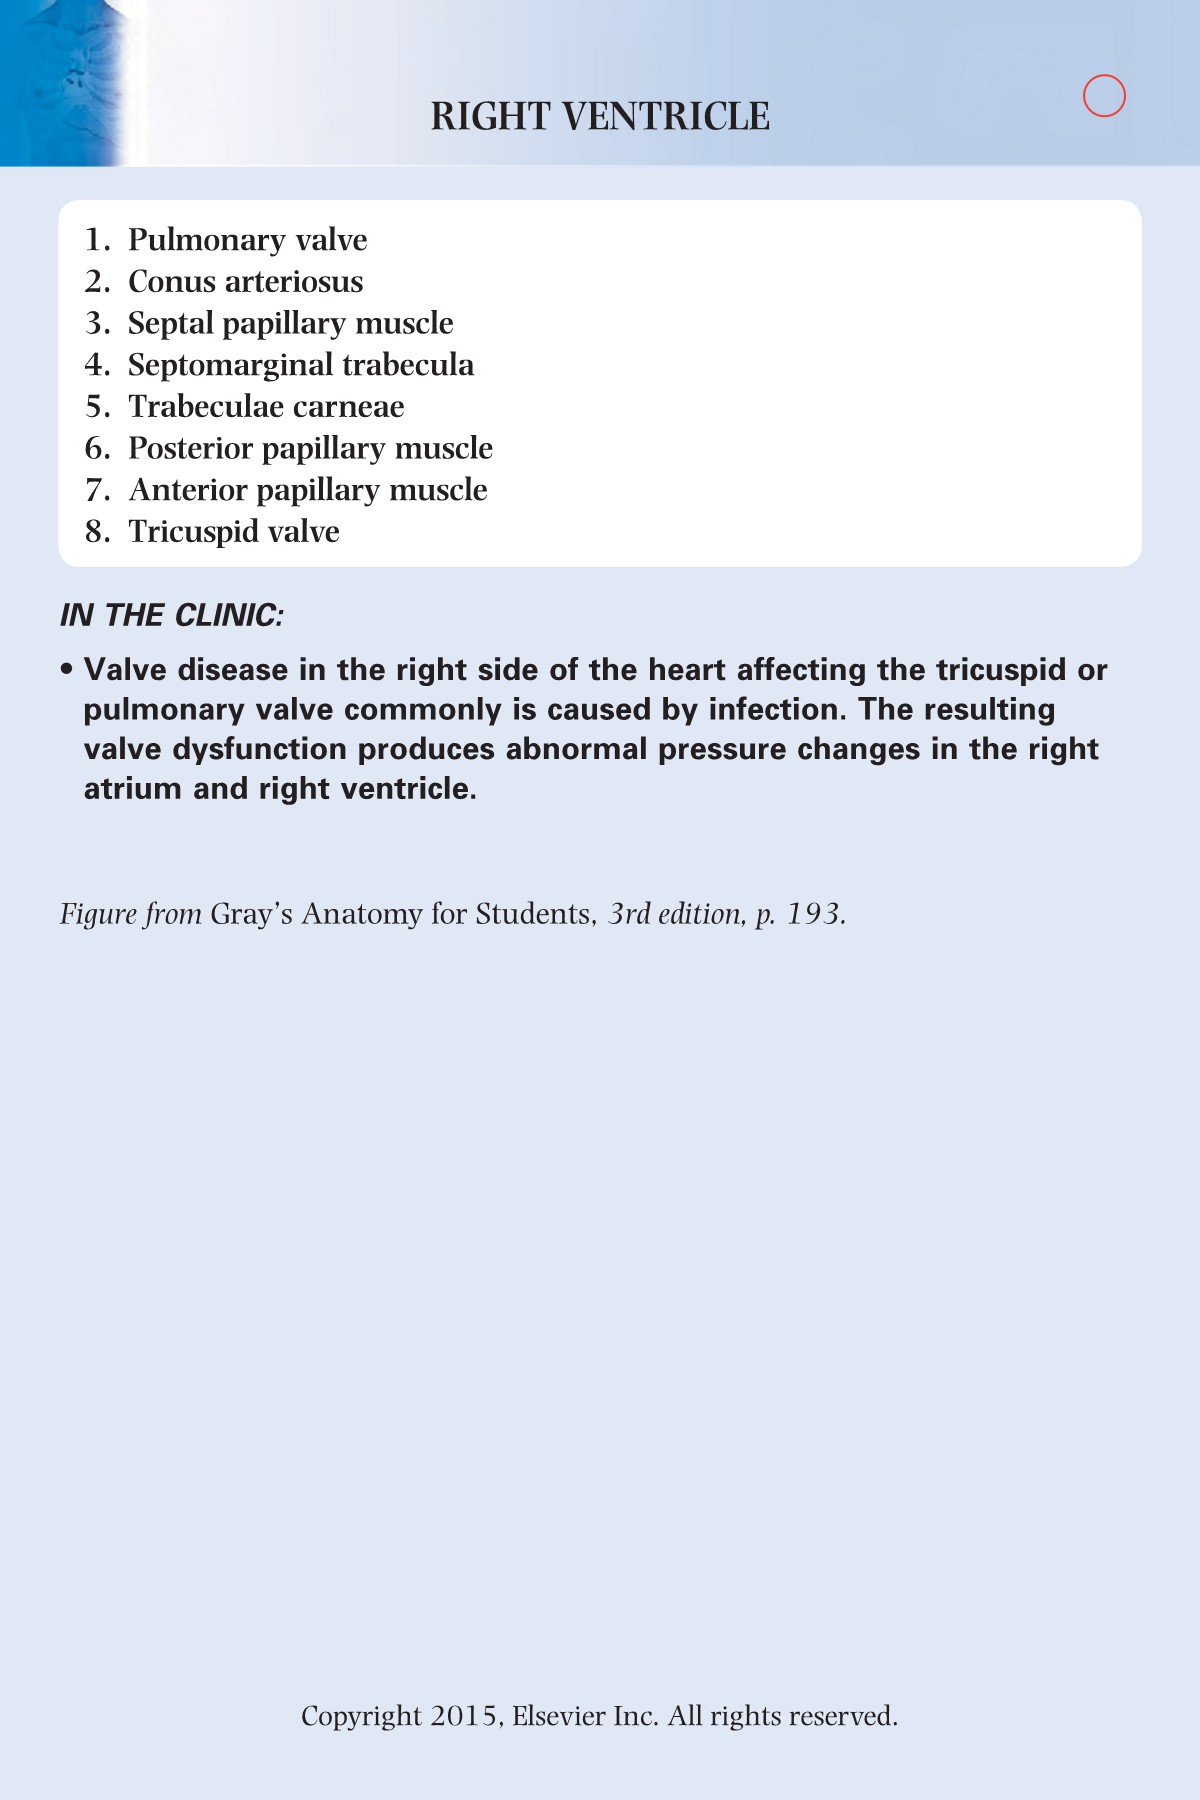 RIGHT VENTRICLE
1. Pulmonary valve
2. Conus arteriosus
3. Septal papillary muscle
4. Septomarginal trabecula
5. Trabeculae carneae
6. Posterior papillary muscle
7. Anterior papillary muscle
8. Tricuspid valve
IN THE CLINIC:
• Valve disease in the right side of the heart affecting the tricuspid or
pulmonary valve commonly is caused by infection. The resulting
valve dysfunction produces abnormal pressure changes in the right
atrium and right ventricle.
Figure from Gray’s Anatomy for Students, 3rd edition, p. 193.
Copyright 2015, Elsevier Inc. All rights reserved.